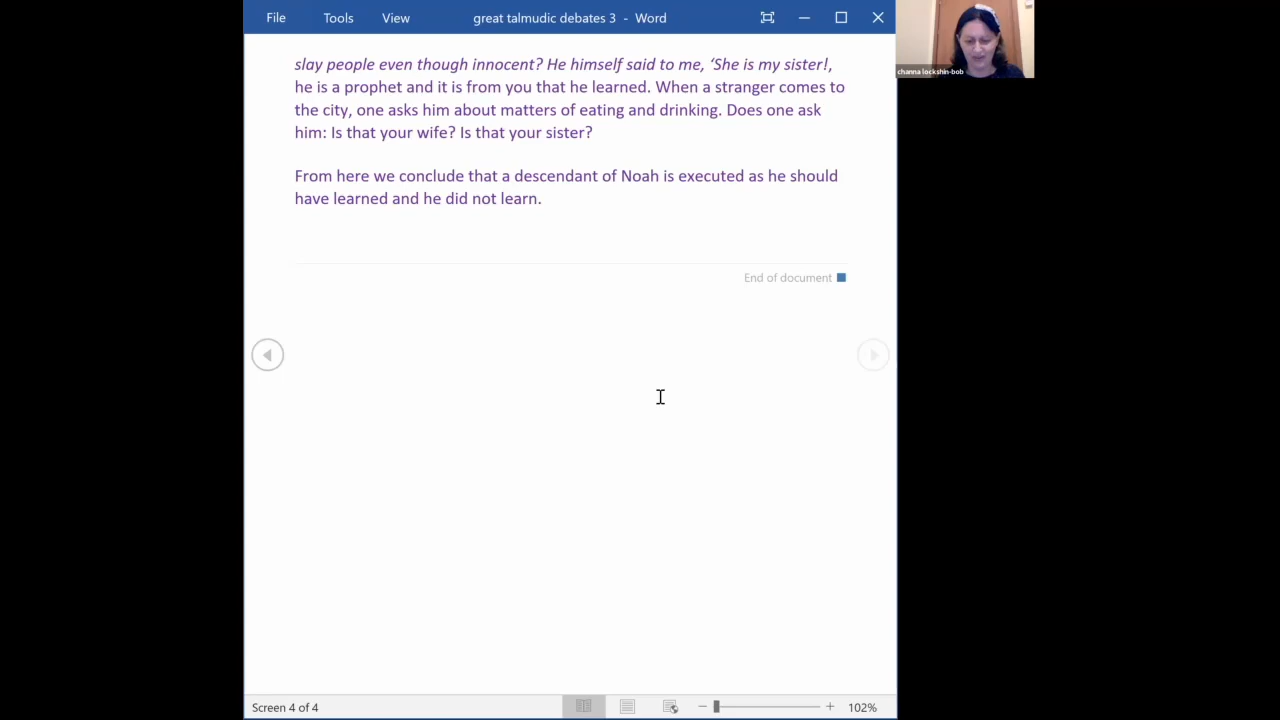 File Tools View great talmudic debates 3 - Word
channa lockshin-bob
slay people even though innocent? He himself said to me, ‘She is my sister!,
he is a prophet and it is from you that he learned. When a stranger comes to
the city, one asks him about matters of eating and drinking. Does one ask
him: Is that your wife? Is that your sister?
From here we conclude that a descendant of Noah is executed as he should
have learned and he did not learn.
End of document
Screen 4 of 4
102%